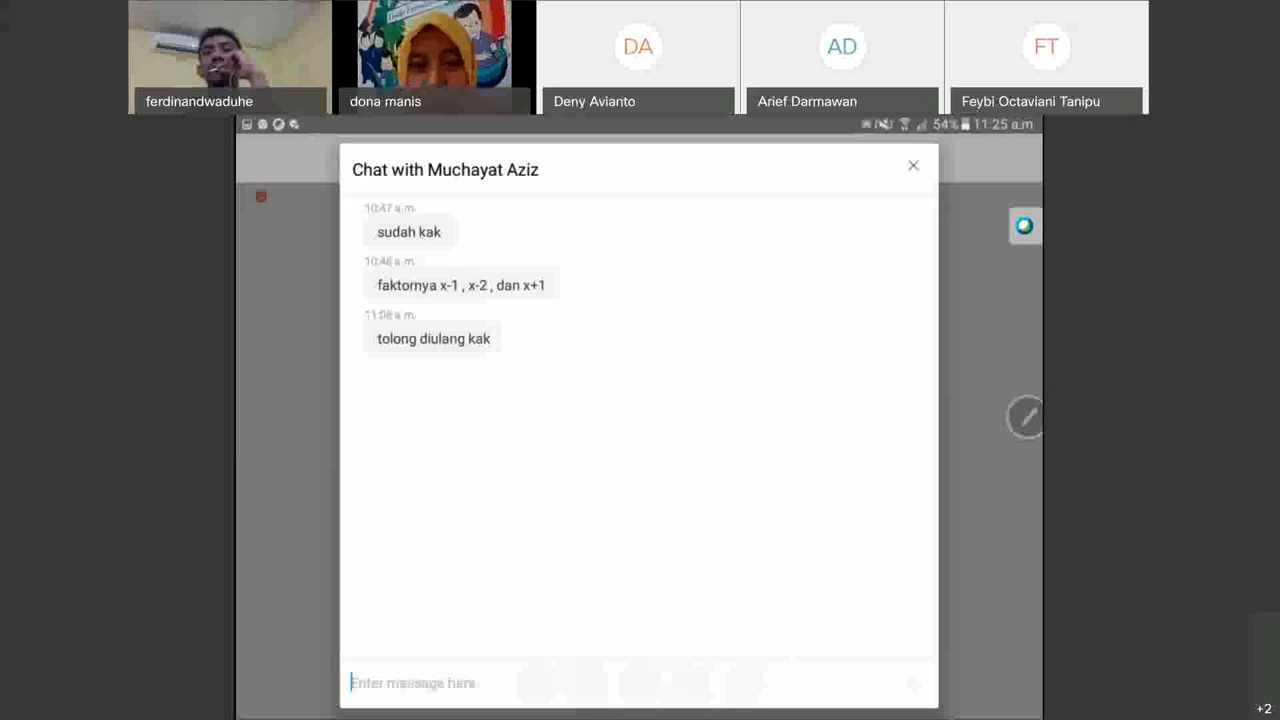 ferdinandwaduhe
dona manis
DA
Deny Avianto
AD
Arief Darmawan
FT
Feybi Octaviani Tanipu
54% 11:25 a.m
Chat with Muchayat Aziz
10:47 a.m.
sudah kak
10:48 a.m.
faktornya x-1 , x-2 , dan x+1
11:08 a.m.
tolong diulang kak
Enter message here
+2